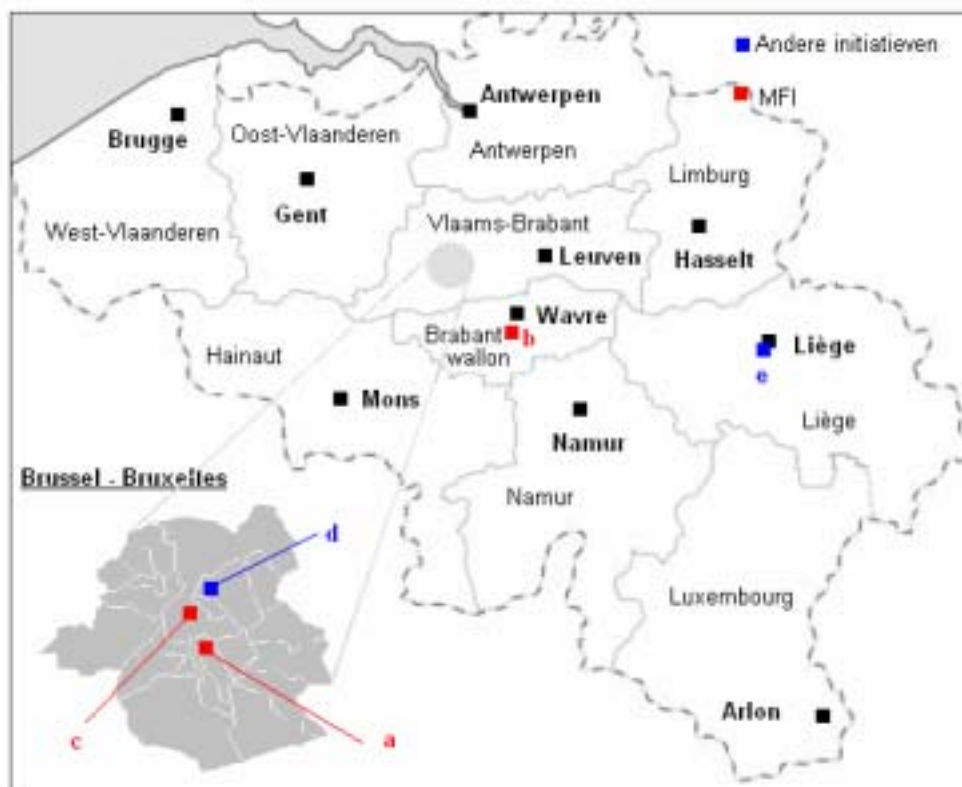 Andere initiatieven
MFI
Antwerpen
Brugge
Oost-Vlaanderen
Antwerpen
Limburg
Gent
West-Vlaanderen
Vlaams-Brabant
Leuven
Hasselt
Wavre
Brabant
wallon
b
Hainaut
Liège
e
Mons
Namur
Liège
Brussel - Bruxelles
Namur
d
Luxembourg
Arlon
c
a